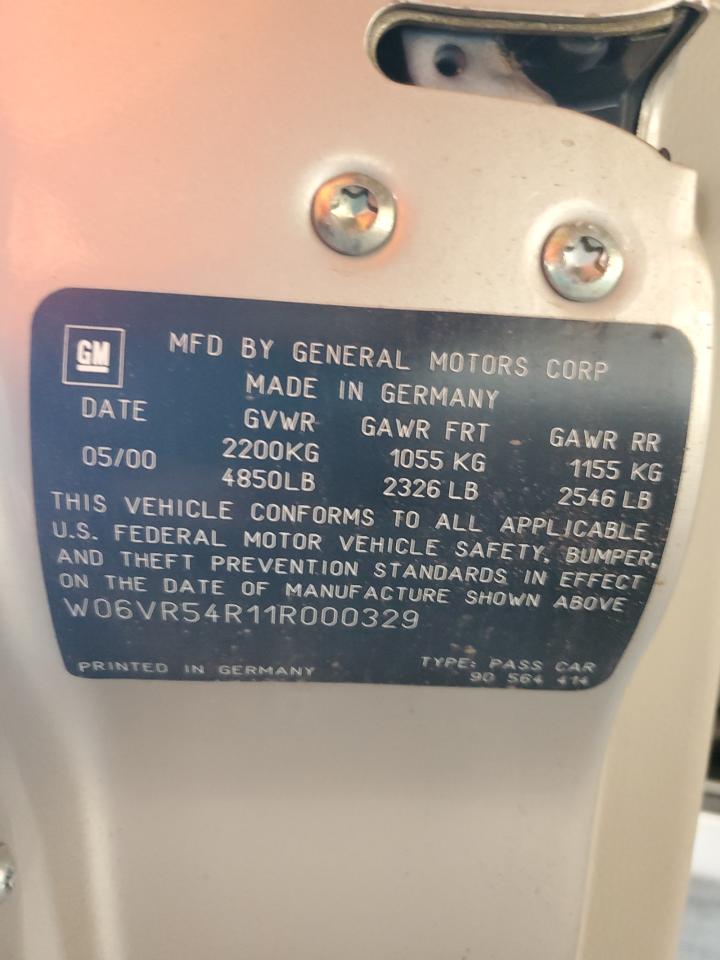 GM
MFD BY GENERAL MOTORS CORP
MADE IN GERMANY
DATE GVWR GAWR FRT GAWR RR
05/00 2200KG 1055 KG 1155 KG
4850LB 2326 LB 2546 LB
THIS VEHICLE CONFORMS TO ALL APPLICABLE
U.S. FEDERAL MOTOR VEHICLE SAFETY, BUMPER,
AND THEFT PREVENTION STANDARDS IN EFFECT
ON THE DATE OF MANUFACTURE SHOWN ABOVE
W06VR54R11R000329
PRINTED IN GERMANY TYPE: PASS CAR
90 564 414